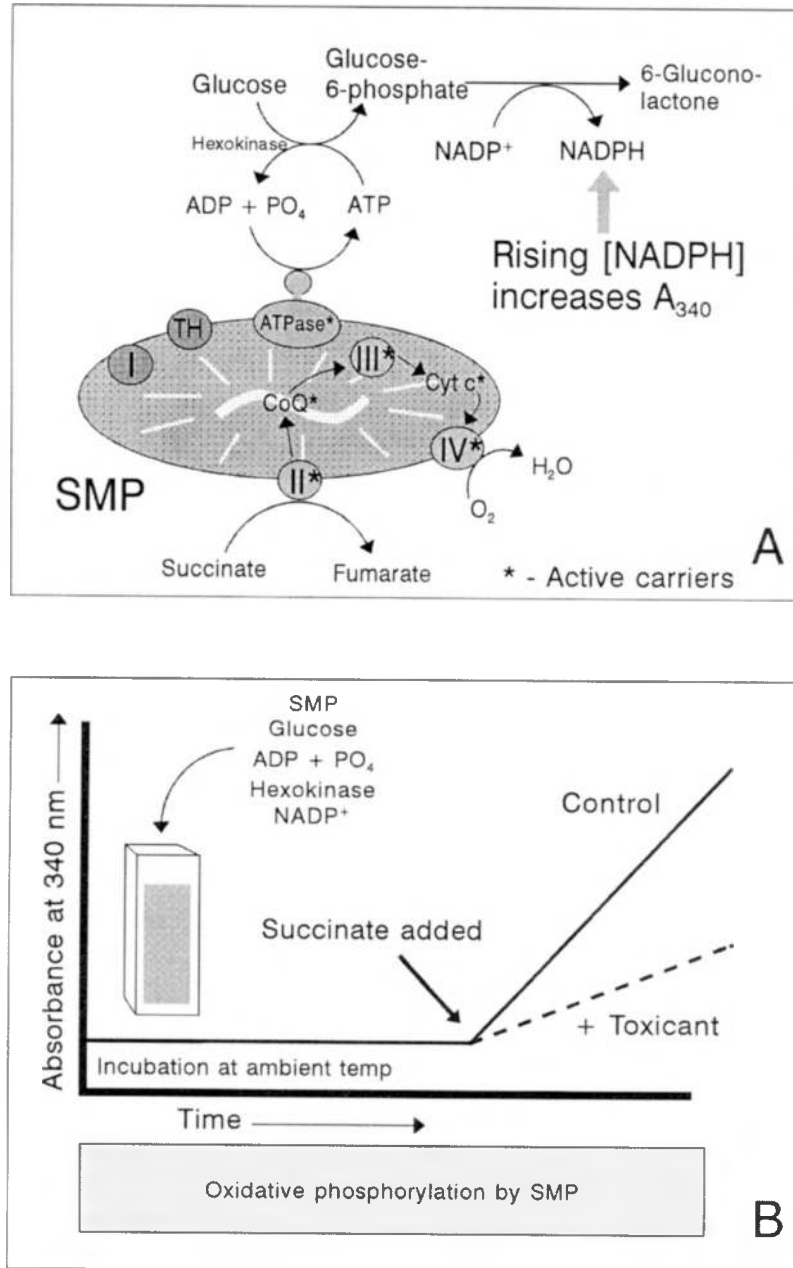 Glucose
Glucose-
6-phosphate
6-Glucono-
lactone
Hexokinase
NADP⁺
NADPH
ADP + PO₄
ATP
Rising [NADPH]
increases A₃₄₀
TH
ATPase*
I
III*
Cyt c*
CoQ*
IV*
II*
H₂O
O₂
SMP
Succinate
Fumarate
* - Active carriers
A
SMP
Glucose
ADP + PO₄
Hexokinase
NADP⁺
Absorbance at 340 nm
Control
Succinate added
+ Toxicant
Incubation at ambient temp
Time
Oxidative phosphorylation by SMP
B